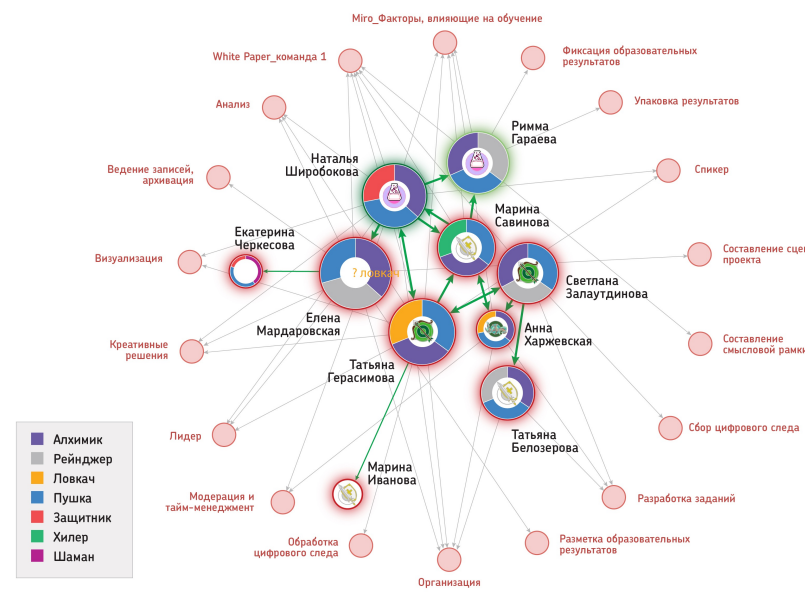 Miro_Факторы, влияющие на обучение
White Paper_команда 1
Фиксация образовательных
результатов
Анализ
Упаковка результатов
Римма
Гараева
Наталья
Широбокова
Ведение записей,
архивация
Спикер
Марина
Савинова
Екатерина
Черкесова
Визуализация
? ловкач
Составление сце
проекта
Светлана
Залаутдинова
Елена
Мардаровская
Анна
Харжевская
Креативные
решения
Составление
смысловой рамки
Татьяна
Герасимова
Лидер
Татьяна
Белозерова
Сбор цифрового следа
Алхимик
Рейнджер
Ловкач
Пушка
Защитник
Хилер
Шаман
Марина
Иванова
Модерация и
тайм-менеджмент
Разработка заданий
Обработка
цифрового следа
Разметка образовательных
результатов
Организация